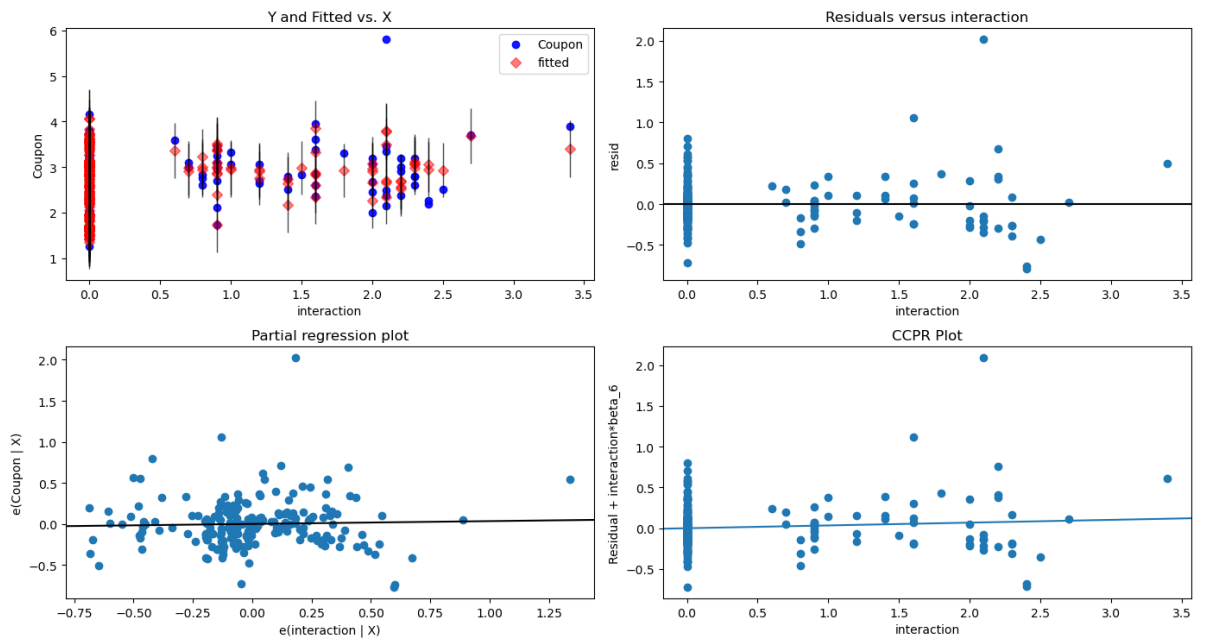 Y and Fitted vs. X
Coupon
fitted
6
5
4
3
2
1
Coupon
0.0 0.5 1.0 1.5 2.0 2.5 3.0 3.5
interaction
Residuals versus interaction
2.0
1.5
1.0
0.5
0.0
−0.5
resid
0.0 0.5 1.0 1.5 2.0 2.5 3.0 3.5
interaction
Partial regression plot
2.0
1.5
1.0
0.5
0.0
−0.5
e(Coupon | X)
−0.75 −0.50 −0.25 0.00 0.25 0.50 0.75 1.00 1.25
e(interaction | X)
CCPR Plot
2.0
1.5
1.0
0.5
0.0
−0.5
Residual + interaction*beta_6
0.0 0.5 1.0 1.5 2.0 2.5 3.0 3.5
interaction